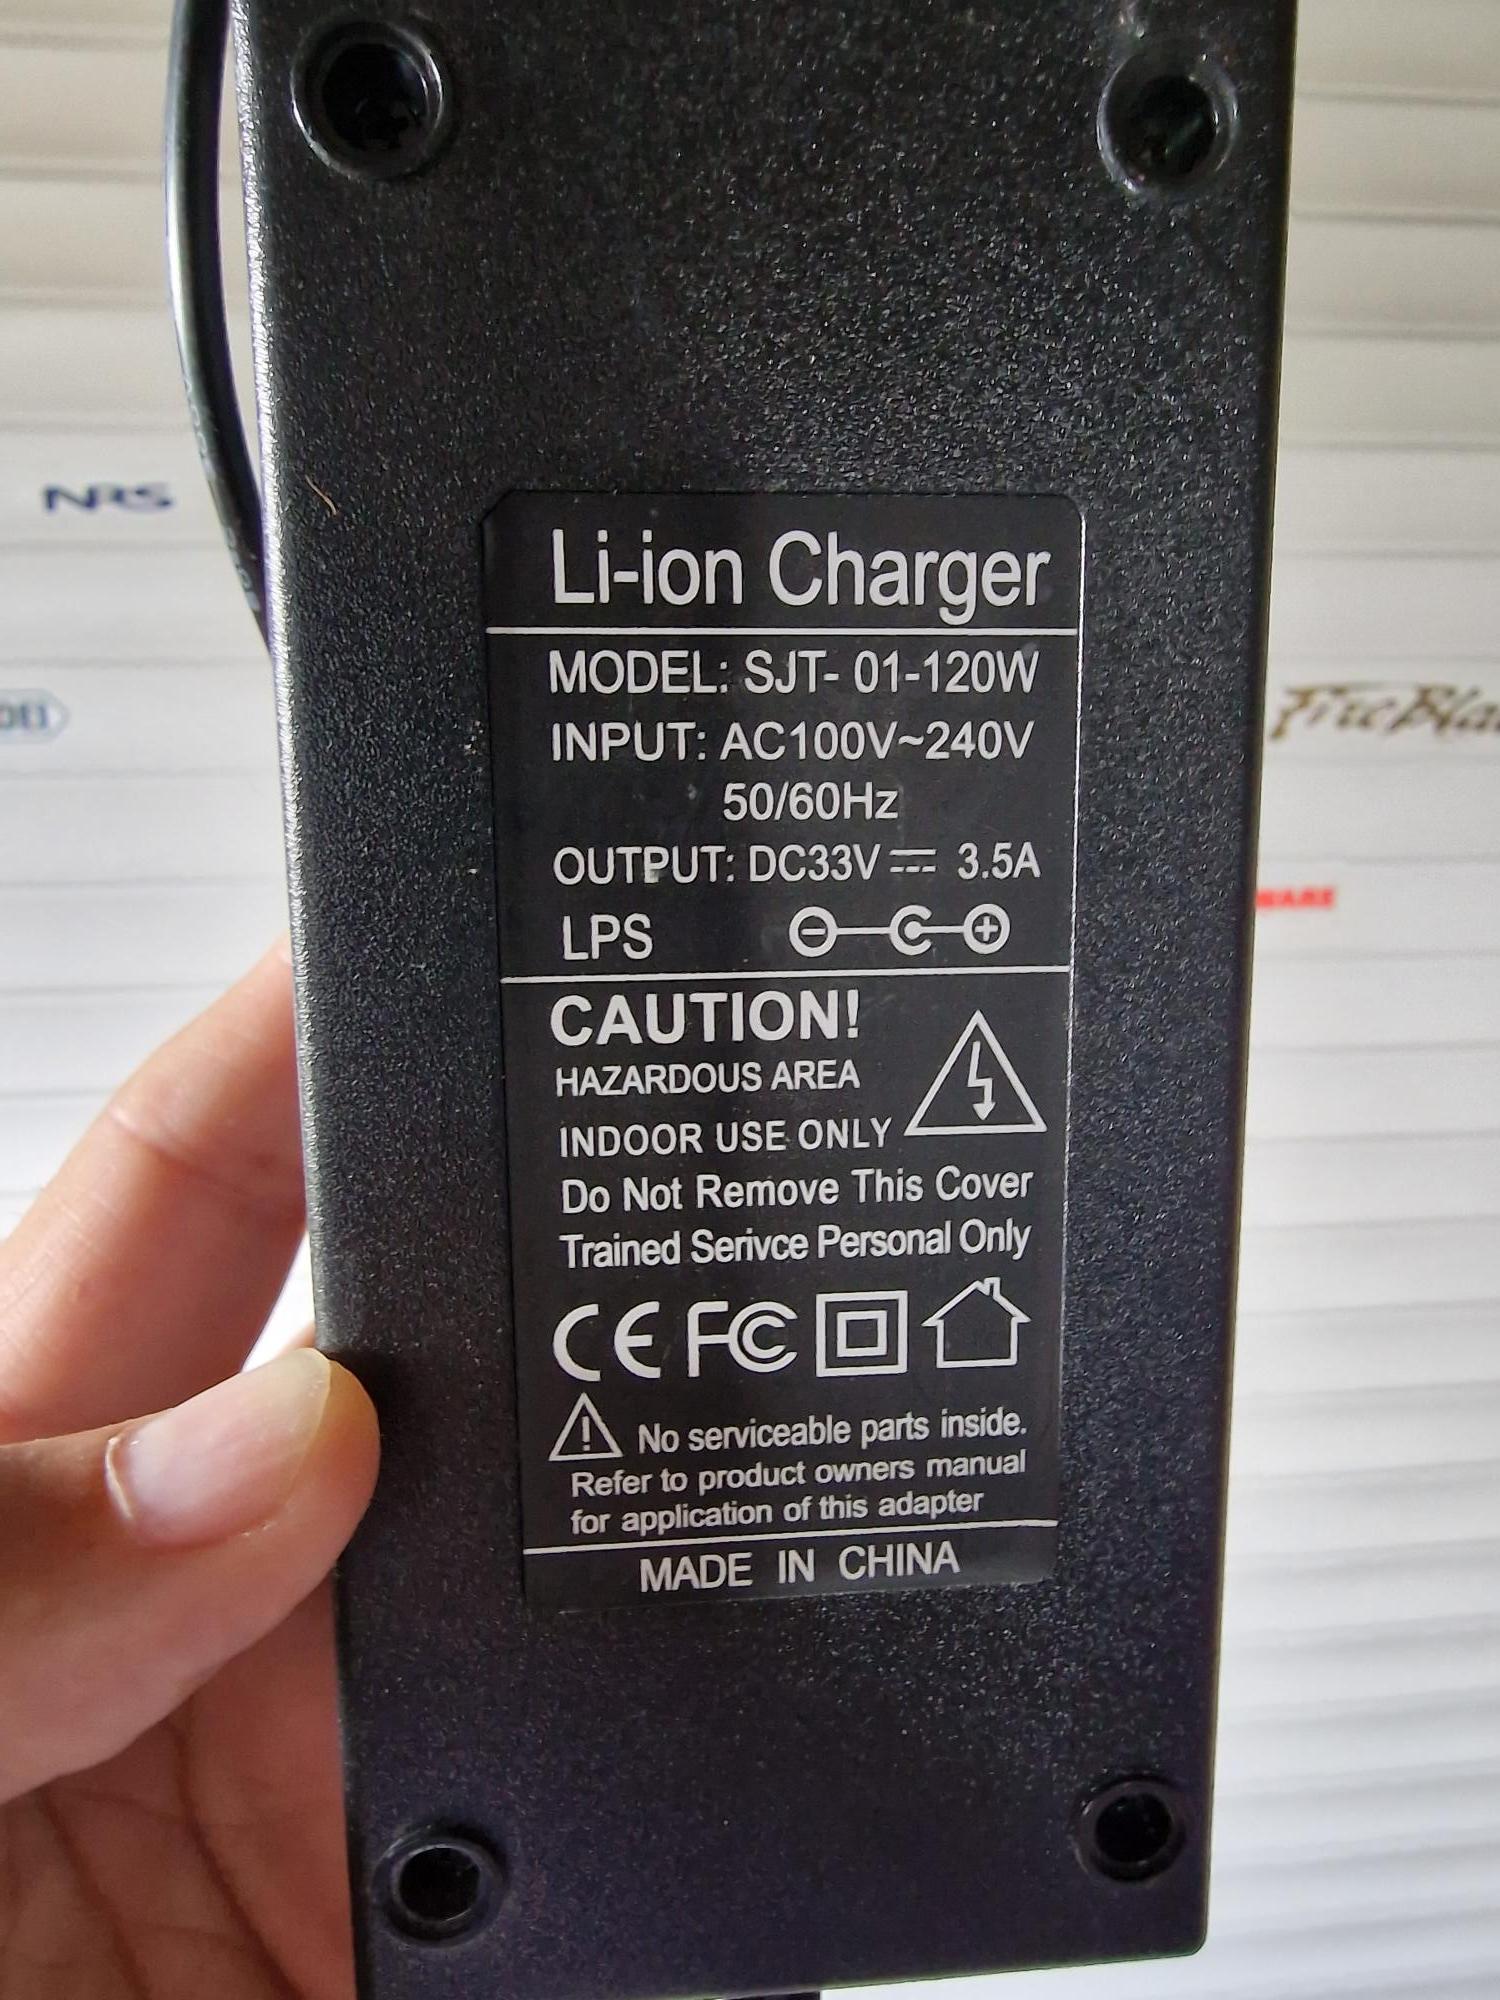 Li-ion Charger
MODEL: SJT- 01-120W
INPUT: AC100V~240V
50/60Hz
OUTPUT: DC33V⎓ 3.5A
LPS
CAUTION!
HAZARDOUS AREA
INDOOR USE ONLY
Do Not Remove This Cover
Trained Serivce Personal Only
CE FC
No serviceable parts inside.
Refer to product owners manual
for application of this adapter
MADE IN CHINA
NRS